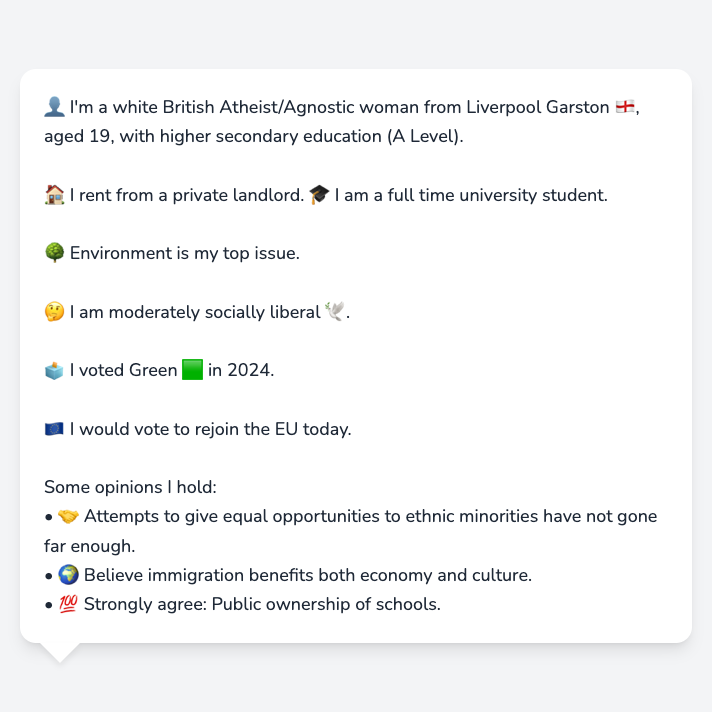 👤 I'm a white British Atheist/Agnostic woman from Liverpool Garston 🏴󠁧󠁢󠁥󠁮󠁧󠁿,
aged 19, with higher secondary education (A Level).
🏠 I rent from a private landlord. 🎓 I am a full time university student.
🌳 Environment is my top issue.
🤔 I am moderately socially liberal 🕊️.
🗳️ I voted Green 🟩 in 2024.
🇪🇺 I would vote to rejoin the EU today.
Some opinions I hold:
• 🤝 Attempts to give equal opportunities to ethnic minorities have not gone
far enough.
• 🌍 Believe immigration benefits both economy and culture.
• 💯 Strongly agree: Public ownership of schools.